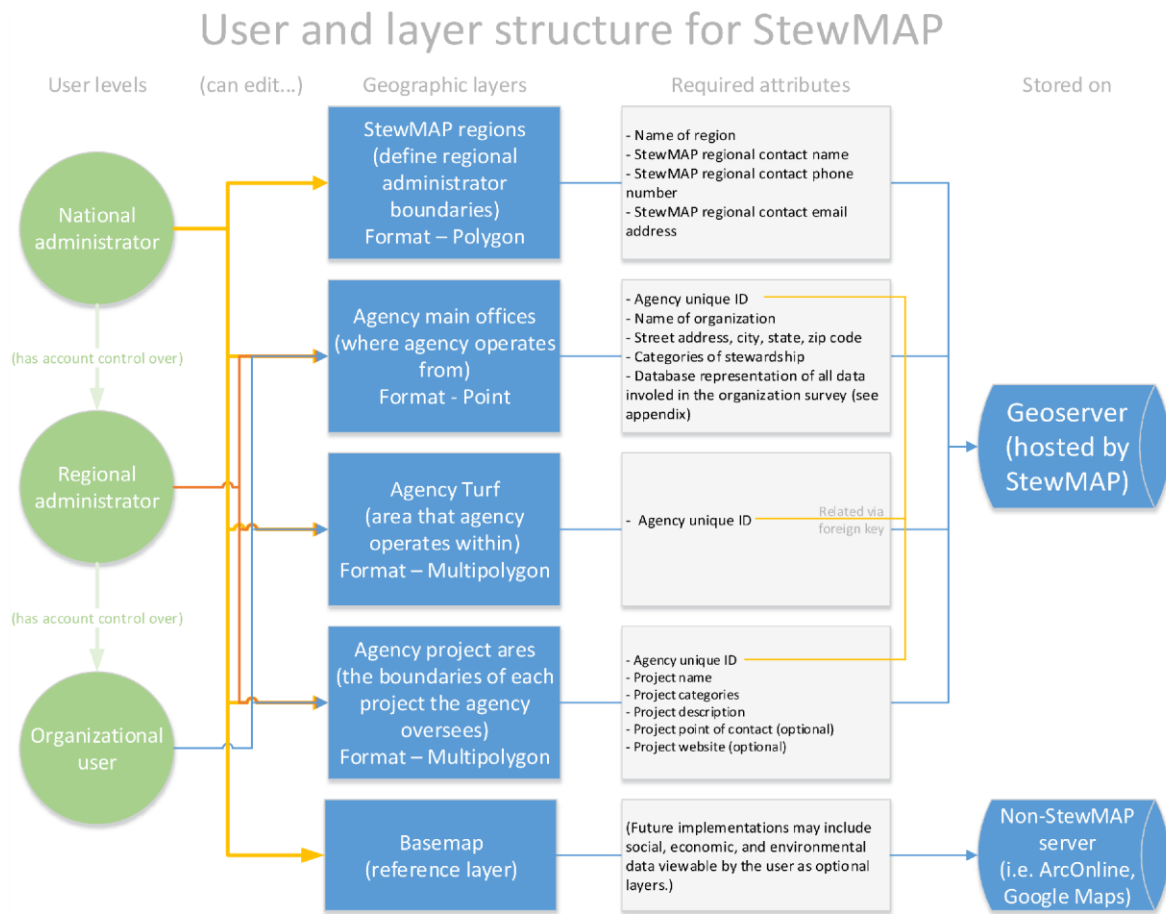 User and layer structure for StewMAP
User levels
(can edit...)
Geographic layers
Required attributes
Stored on
National
administrator
(has account control over)
Regional
administrator
(has account control over)
Organizational
user
StewMAP regions
(define regional
administrator
boundaries)
Format – Polygon
- Name of region
- StewMAP regional contact name
- StewMAP regional contact phone
number
- StewMAP regional contact email
address
Agency main offices
(where agency operates
from)
Format - Point
- Agency unique ID
- Name of organization
- Street address, city, state, zip code
- Categories of stewardship
- Database representation of all data
involed in the organization survey (see
appendix)
Agency Turf
(area that agency
operates within)
Format – Multipolygon
- Agency unique ID
Related via
foreign key
Agency project ares
(the boundaries of each
project the agency
oversees)
Format – Multipolygon
- Agency unique ID
- Project name
- Project categories
- Project description
- Project point of contact (optional)
- Project website (optional)
Basemap
(reference layer)
(Future implementations may include
social, economic, and environmental
data viewable by the user as optional
layers.)
Geoserver
(hosted by
StewMAP)
Non-StewMAP
server
(i.e. ArcOnline,
Google Maps)